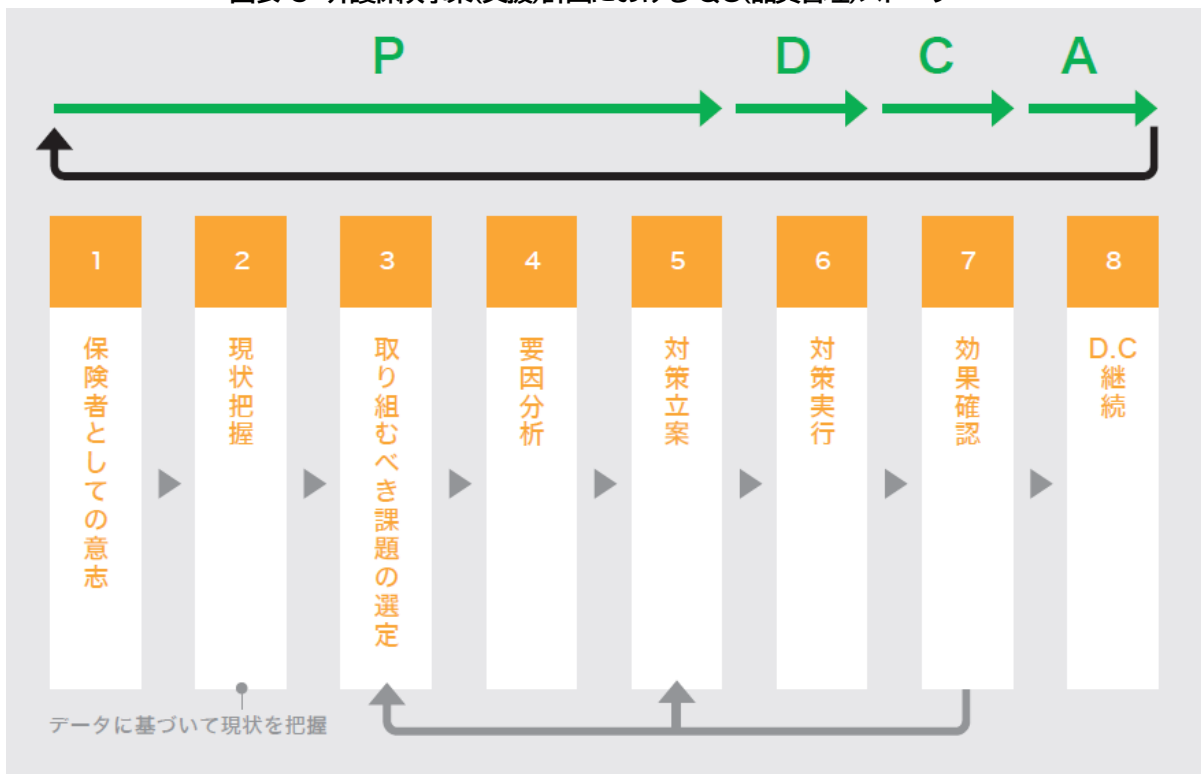 P
D
C
A
1
2
3
4
5
6
7
8
保険者としての意志
現状把握
取り組むべき課題の選定
要因分析
対策立案
対策実行
効果確認
D.C
継続
データに基づいて現状を把握